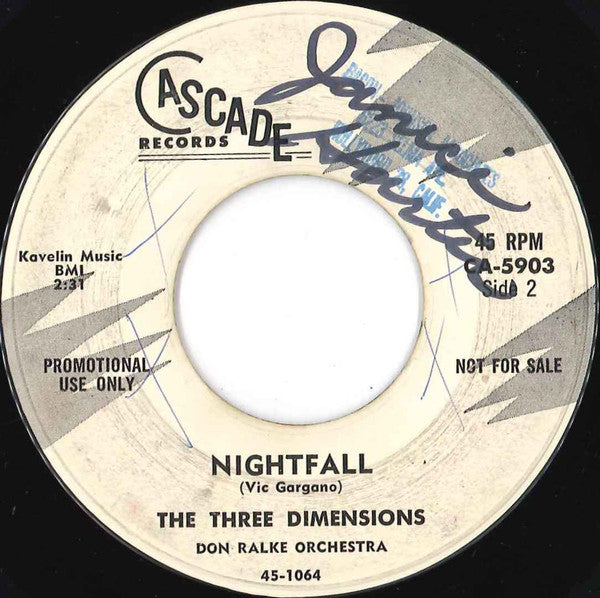 CASCADE
RECORDS
Kavelin Music
BMI
2:31
45 RPM
CA-5903
Side 2
PROMOTIONAL
USE ONLY
NOT FOR SALE
NIGHTFALL
(Vic Gargano)
THE THREE DIMENSIONS
DON RALKE ORCHESTRA
45-1064